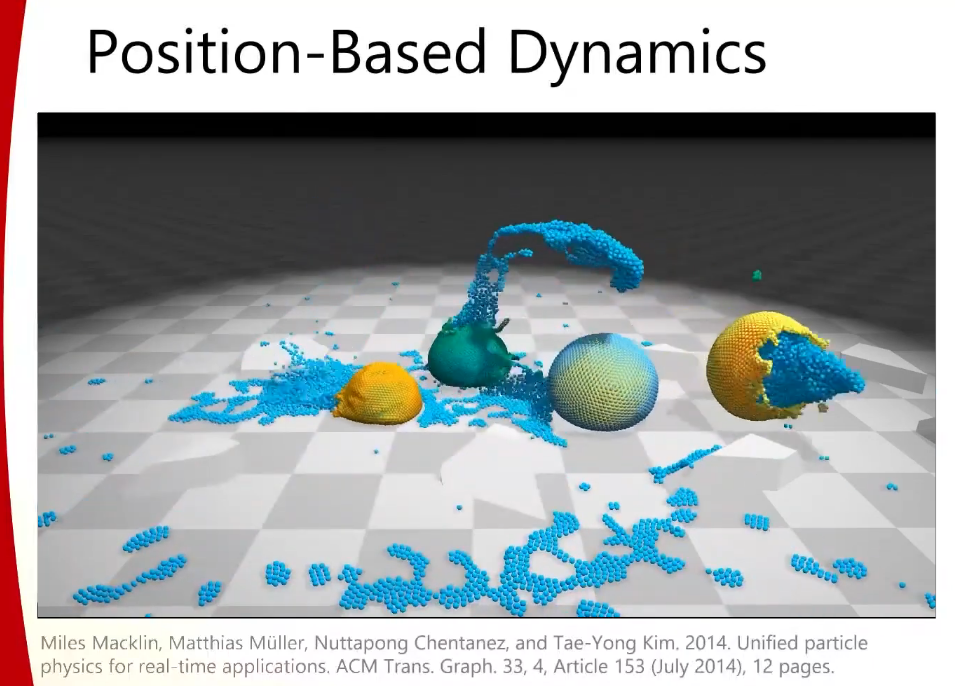 Position-Based Dynamics
Miles Macklin, Matthias Müller, Nuttapong Chentanez, and Tae-Yong Kim. 2014. Unified particle
physics for real-time applications. ACM Trans. Graph. 33, 4, Article 153 (July 2014), 12 pages.